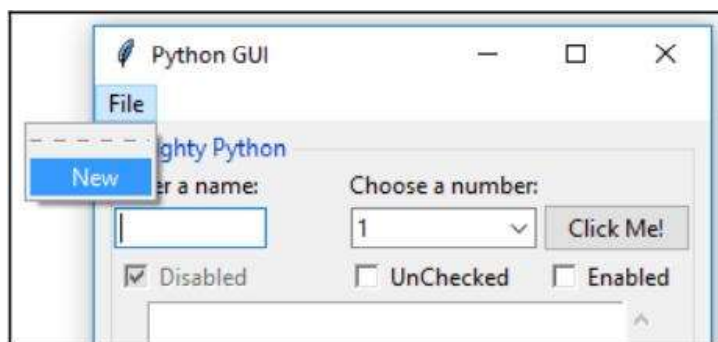 Python GUI
File
New
ghty Python
er a name:
Choose a number:
1
Click Me!
Disabled
UnChecked
Enabled